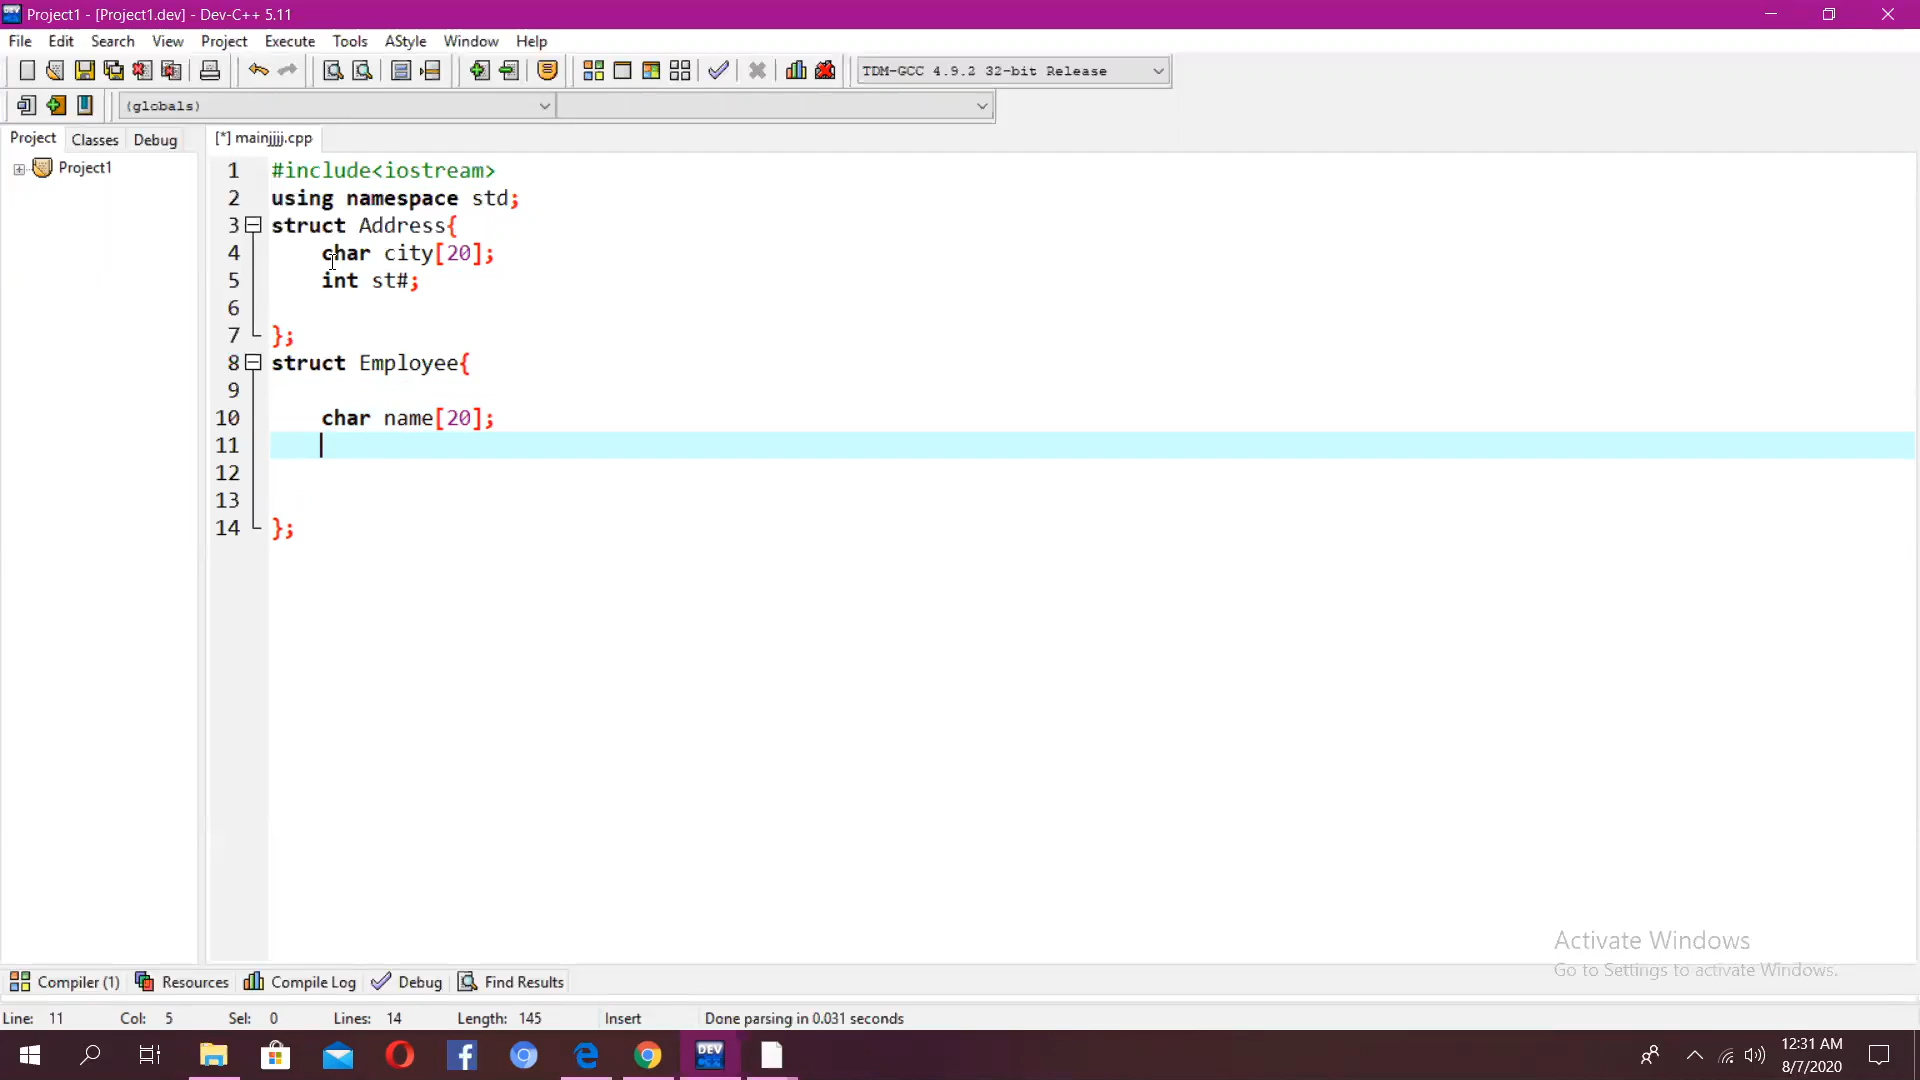 Project1 - [Project1.dev] - Dev-C++ 5.11
File Edit Search View Project Execute Tools AStyle Window Help
TDM-GCC 4.9.2 32-bit Release
(globals)
Project Classes Debug [*] mainjjjj.cpp
Project1
1 #include<iostream>
2 using namespace std;
3 struct Address{
4 char city[20];
5 int st#;
6
7 };
8 struct Employee{
9
10 char name[20];
11
12
13
14 };
Activate Windows
Go to Settings to activate Windows.
Compiler (1) Resources Compile Log Debug Find Results
Line: 11 Col: 5 Sel: 0 Lines: 14 Length: 145 Insert Done parsing in 0.031 seconds
DEV
12:31 AM
8/7/2020